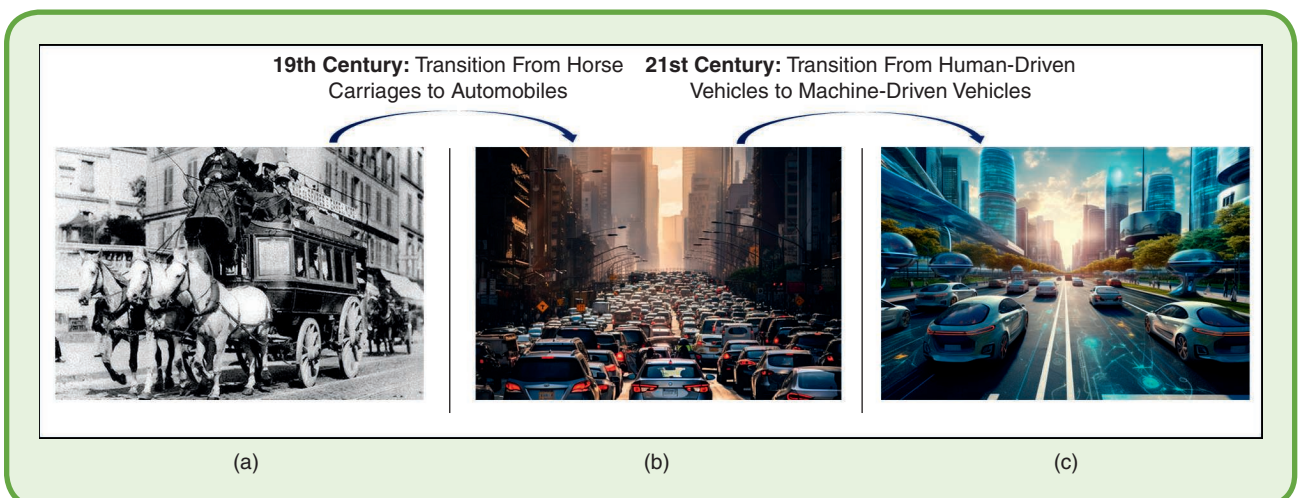 19th Century: Transition From Horse
Carriages to Automobiles
21st Century: Transition From Human-Driven
Vehicles to Machine-Driven Vehicles
(a)
(b)
(c)